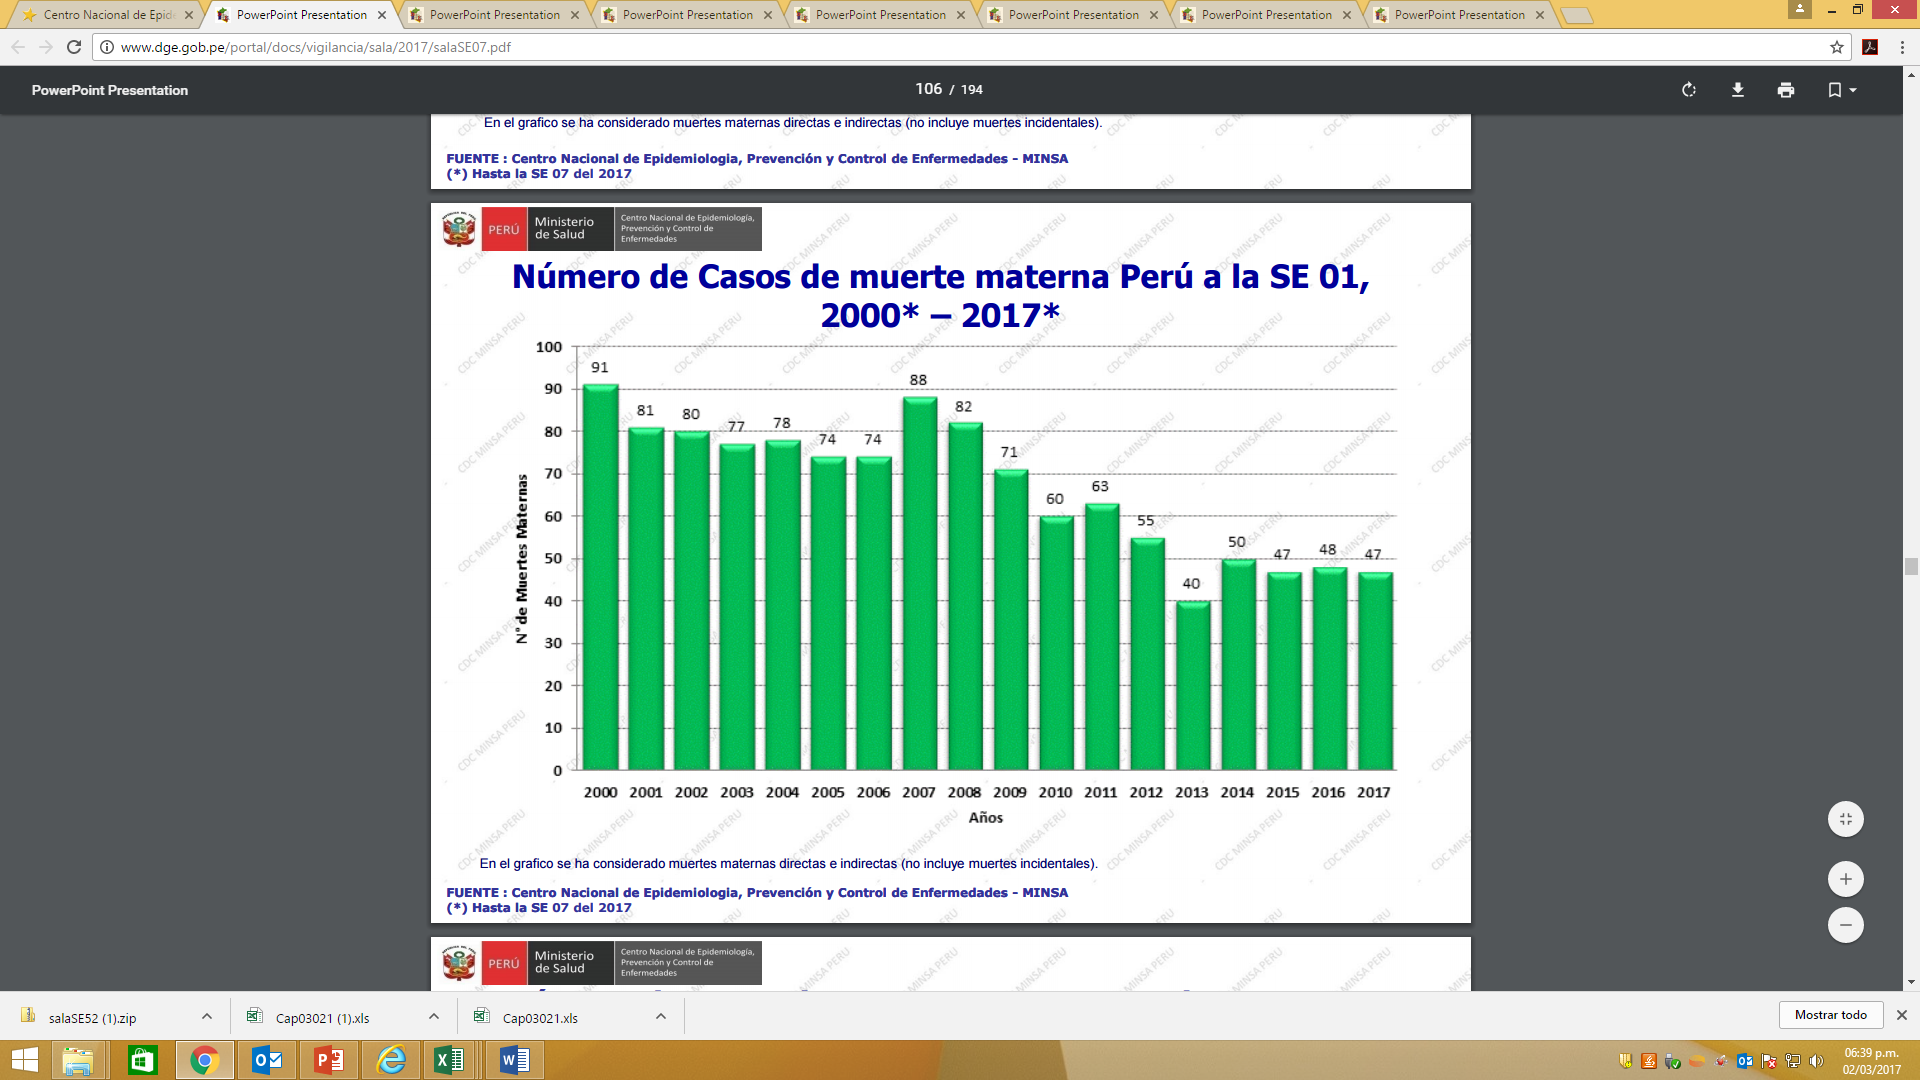 Centro Nacional de Epid
PowerPoint Presentation
PowerPoint Presentation
PowerPoint Presentation
PowerPoint Presentation
PowerPoint Presentation
PowerPoint Presentation
PowerPoint Presentation
www.dge.gob.pe/portal/docs/vigilancia/sala/2017/salaSE07.pdf
PowerPoint Presentation
106 / 194
En el grafico se ha considerado muertes maternas directas e indirectas (no incluye muertes incidentales).
FUENTE : Centro Nacional de Epidemiologia, Prevención y Control de Enfermedades - MINSA
(*) Hasta la SE 07 del 2017
PERÚ
Ministerio
de Salud
Centro Nacional de Epidemiología,
Prevención y Control de
Enfermedades
Número de Casos de muerte materna Perú a la SE 01,
2000* – 2017*
N° de Muertes Maternas
100
90
80
70
60
50
40
30
20
10
0
91
81
80
77
78
74
74
88
82
71
60
63
55
40
50
47
48
47
2000 2001 2002 2003 2004 2005 2006 2007 2008 2009 2010 2011 2012 2013 2014 2015 2016 2017
Años
CDC MINSA PERU
En el grafico se ha considerado muertes maternas directas e indirectas (no incluye muertes incidentales).
FUENTE : Centro Nacional de Epidemiologia, Prevención y Control de Enfermedades - MINSA
(*) Hasta la SE 07 del 2017
PERÚ
Ministerio
de Salud
Centro Nacional de Epidemiología,
Prevención y Control de
Enfermedades
salaSE52 (1).zip
Cap03021 (1).xls
Cap03021.xls
Mostrar todo
06:39 p.m.
02/03/2017